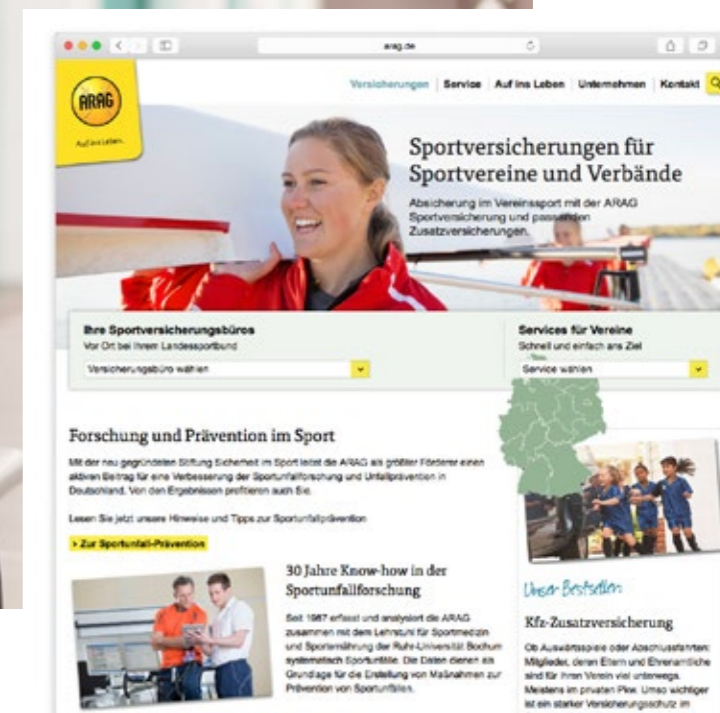 arag.de
ARAG
Auf ins Leben.
Versicherungen Service Auf ins Leben Unternehmen Kontakt
Sportversicherungen für
Sportvereine und Verbände
Absicherung im Vereinssport mit der ARAG
Sportversicherung und passenden
Zusatzversicherungen.
Ihre Sportversicherungsbüros
Vor Ort bei Ihrem Landessportbund
Versicherungsbüro wählen
Services für Vereine
Schnell und einfach ans Ziel
Service wählen
Forschung und Prävention im Sport
Mit der neu gegründeten Stiftung Sicherheit im Sport leistet die ARAG als größter Förderer einen
aktiven Beitrag für eine Verbesserung der Sportunfallforschung und Unfallprävention in
Deutschland. Von den Ergebnissen profitieren auch Sie.
Lesen Sie jetzt unsere Hinweise und Tipps zur Sportunfallprävention
> Zur Sportunfall-Prävention
30 Jahre Know-how in der
Sportunfallforschung
Seit 1987 erfasst und analysiert die ARAG
zusammen mit dem Lehrstuhl für Sportmedizin
und Sporternährung der Ruhr-Universität Bochum
systematisch Sportunfälle. Die Daten dienen als
Grundlage für die Erstellung von Maßnahmen zur
Prävention von Sportunfällen.
Unser Bestseller:
Kfz-Zusatzversicherung
Ob Auswärtsspiele oder Abschlussfahrten:
Mitglieder, deren Eltern und Ehrenamtliche
sind für Ihren Verein viel unterwegs.
Meistens im privaten Pkw. Umso wichtiger
ist ein starker Versicherungsschutz im